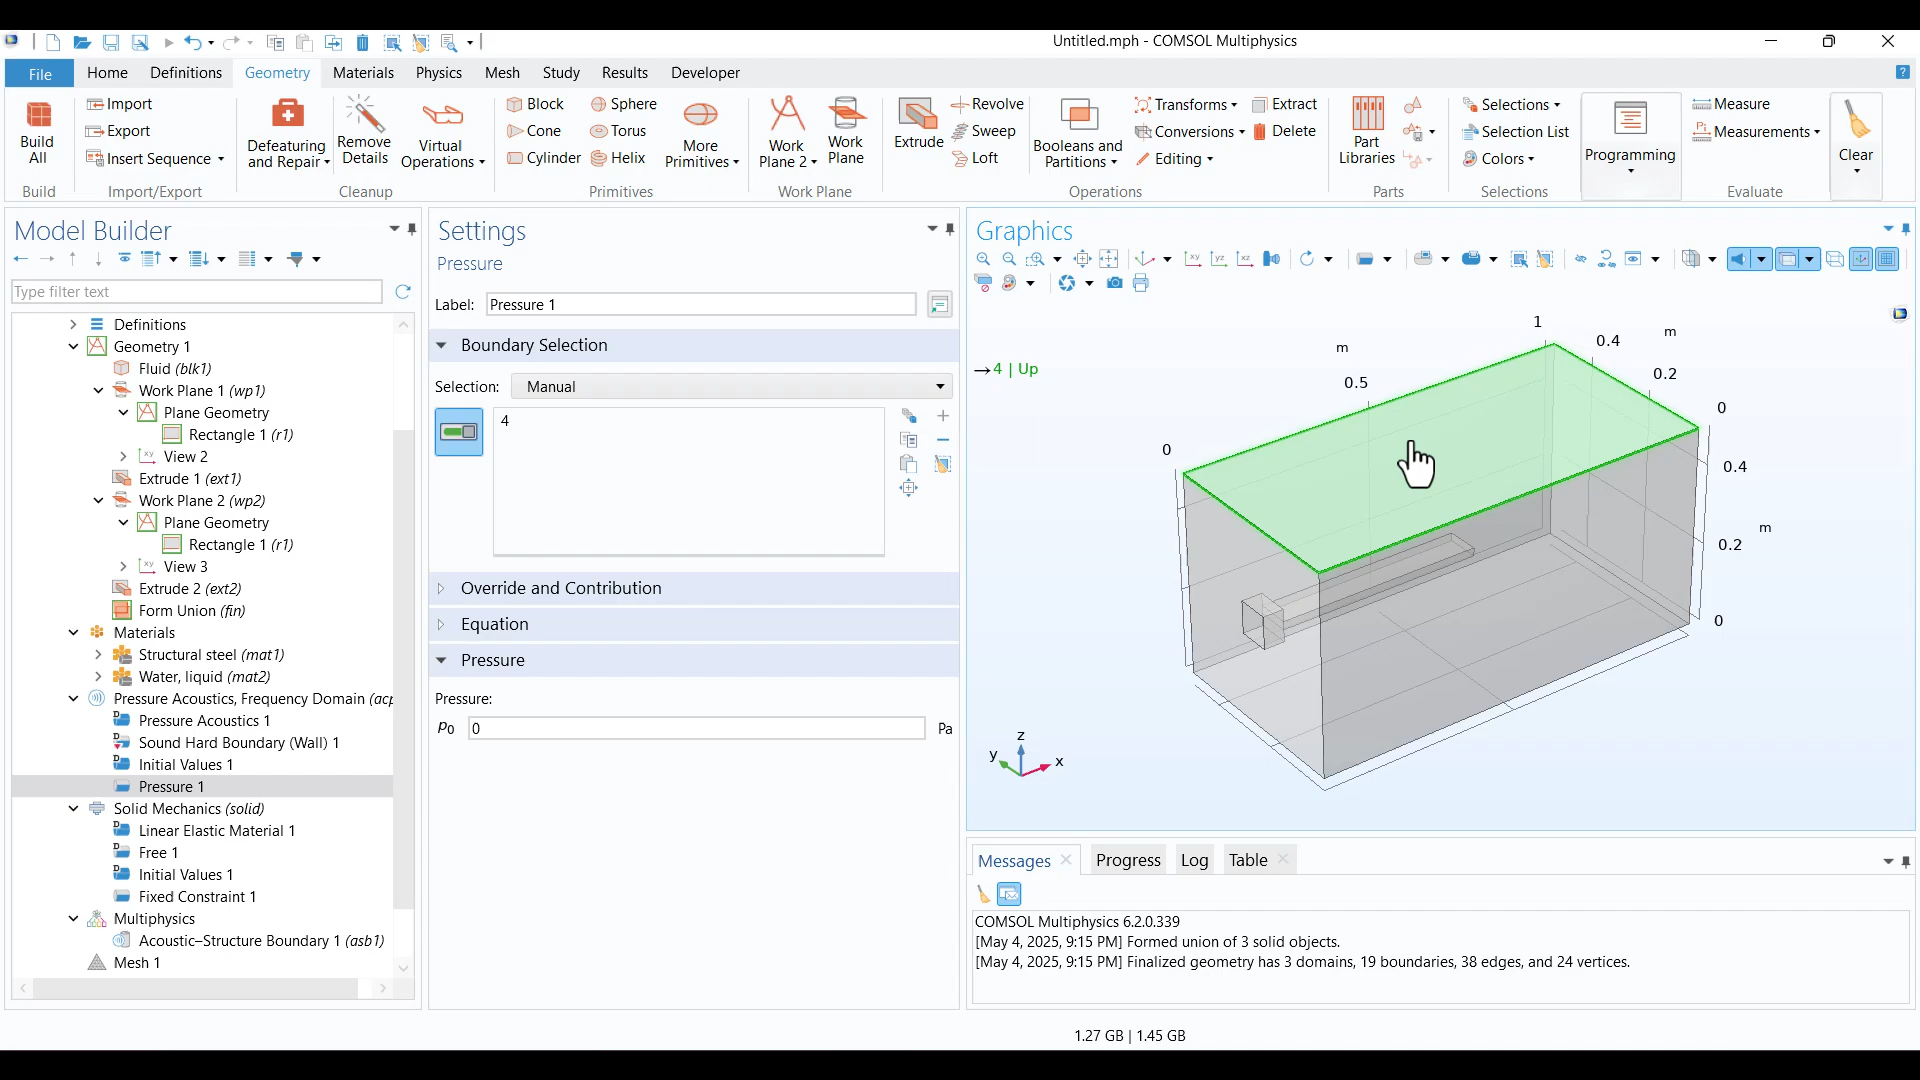 Untitled.mph - COMSOL Multiphysics
File
Home
Definitions
Geometry
Materials
Physics
Mesh
Study
Results
Developer
Build All
Build
Import
Export
Insert Sequence
Import/Export
Defeaturing and Repair
Remove Details
Virtual Operations
Cleanup
Block
Cone
Cylinder
Sphere
Torus
Helix
More Primitives
Primitives
Work Plane 2
Work Plane
Work Plane
Extrude
Revolve
Sweep
Loft
Booleans and Partitions
Transforms
Conversions
Editing
Extract
Delete
Operations
Part Libraries
Parts
Selections
Selection List
Colors
Selections
Programming
Measure
Measurements
Evaluate
Clear
Model Builder
Type filter text
Definitions
Geometry 1
Fluid (blk1)
Work Plane 1 (wp1)
Plane Geometry
Rectangle 1 (r1)
View 2
Extrude 1 (ext1)
Work Plane 2 (wp2)
Plane Geometry
Rectangle 1 (r1)
View 3
Extrude 2 (ext2)
Form Union (fin)
Materials
Structural steel (mat1)
Water, liquid (mat2)
Pressure Acoustics, Frequency Domain (acp
Pressure Acoustics 1
Sound Hard Boundary (Wall) 1
Initial Values 1
Pressure 1
Solid Mechanics (solid)
Linear Elastic Material 1
Free 1
Initial Values 1
Fixed Constraint 1
Multiphysics
Acoustic–Structure Boundary 1 (asb1)
Mesh 1
Settings
Pressure
Label: Pressure 1
Boundary Selection
Selection: Manual
4
Override and Contribution
Equation
Pressure
Pressure:
p0 0 Pa
Graphics
→4 | Up
1
m
0.4
m
0.5
0.2
0
0
0.4
m
0.2
0
z
y
x
Messages
Progress
Log
Table
COMSOL Multiphysics 6.2.0.339
[May 4, 2025, 9:15 PM] Formed union of 3 solid objects.
[May 4, 2025, 9:15 PM] Finalized geometry has 3 domains, 19 boundaries, 38 edges, and 24 vertices.
1.27 GB | 1.45 GB